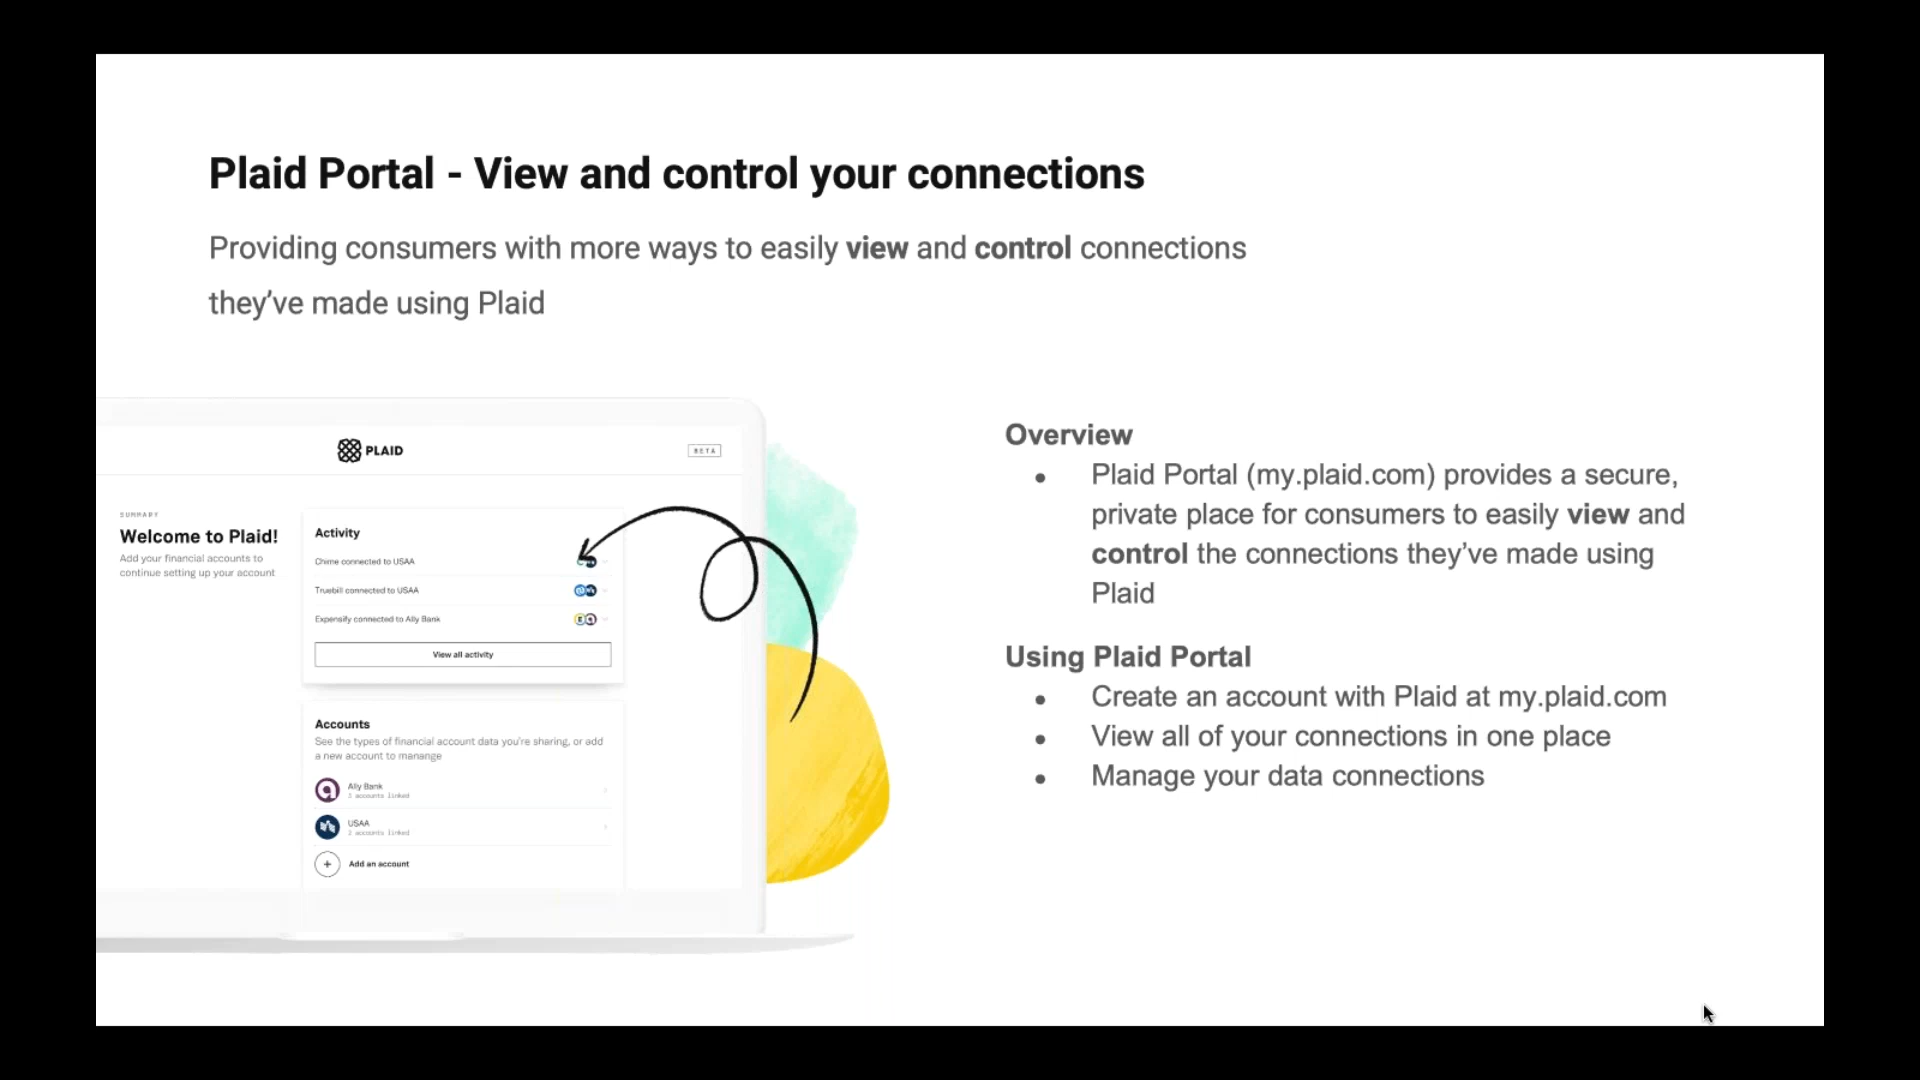 Plaid Portal - View and control your connections
Providing consumers with more ways to easily view and control connections
they’ve made using Plaid
PLAID
BETA
SUMMARY
Welcome to Plaid!
Add your financial accounts to
continue setting up your account
Activity
Chime connected to USAA
Truebill connected to USAA
Expensify connected to Ally Bank
View all activity
Accounts
See the types of financial account data you're sharing, or add
a new account to manange
Ally Bank
accounts linked
USAA
accounts linked
Add an account
Overview
• Plaid Portal (my.plaid.com) provides a secure,
private place for consumers to easily view and
control the connections they’ve made using
Plaid
Using Plaid Portal
• Create an account with Plaid at my.plaid.com
• View all of your connections in one place
• Manage your data connections